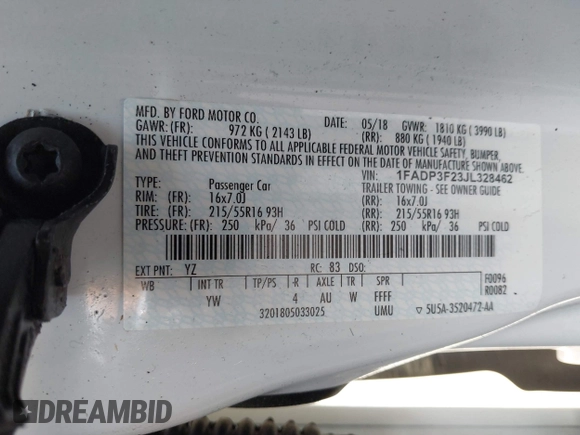 MFD. BY FORD MOTOR CO. DATE: 05/18 GVWR: 1810 KG (3990 LB)
GAWR: (FR): 972 KG (2143 LB) (RR): 880 KG (1940 LB)
THIS VEHICLE CONFORMS TO ALL APPLICABLE FEDERAL MOTOR VEHICLE SAFETY, BUMPER,
AND THEFT PREVENTION STANDARDS IN EFFECT ON THE DATE OF MANUFACTURE SHOWN ABOVE.
VIN: 1FADP3F23JL328462
TYPE: Passenger Car TRAILER TOWING - SEE OWNER GUIDE
RIM: (FR): 16x7.0J (RR): 16x7.0J
TIRE: (FR): 215/55R16 93H (RR): 215/55R16 93H
PRESSURE: (FR): 250 kPa/ 36 PSI COLD (RR): 250 kPa/ 36 PSI COLD
EXT PNT: YZ RC: 83 DSO:
WB INT TR TP/PS R AXLE TR SPR F0096
YW 4 AU W FFFF R0082
3201805033025 UMU ▽ 5U5A-3520472-AA
DREAMBID